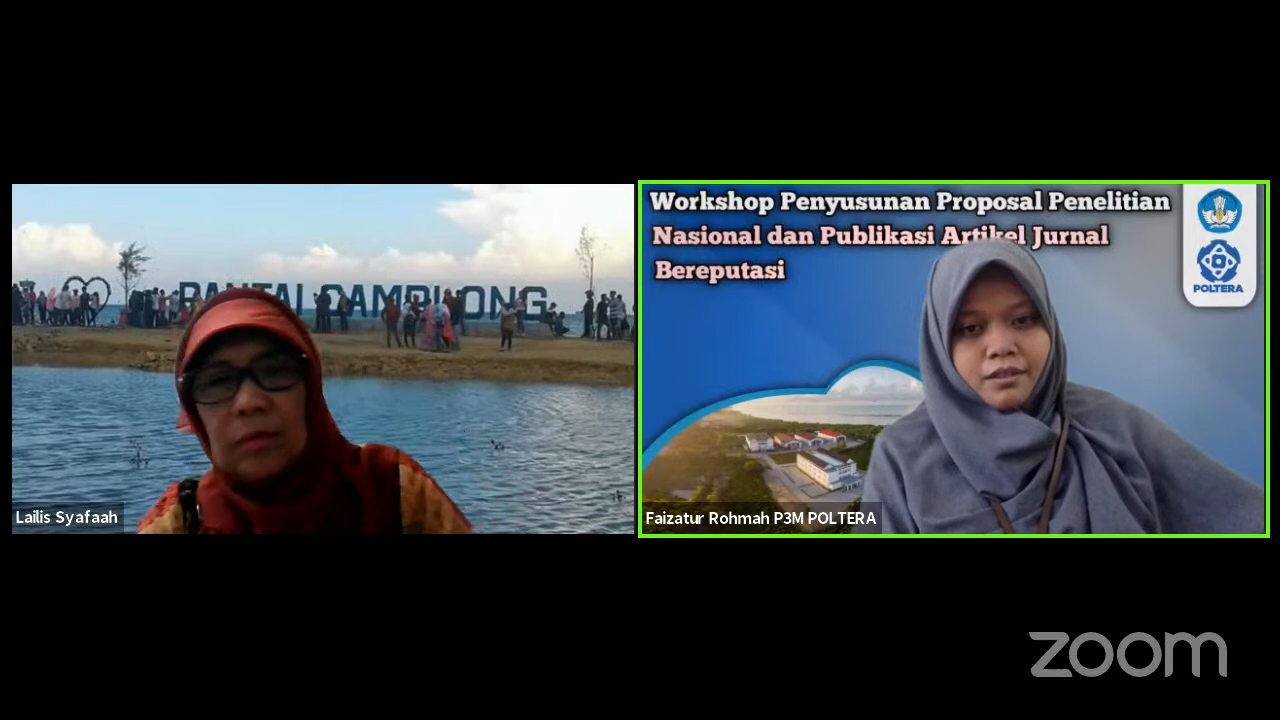 PANTAI CAMPLONG
Lailis Syafaah
Workshop Penyusunan Proposal Penelitian
Nasional dan Publikasi Artikel Jurnal
Bereputasi
POLTERA
Faizatur Rohmah P3M POLTERA
zoom